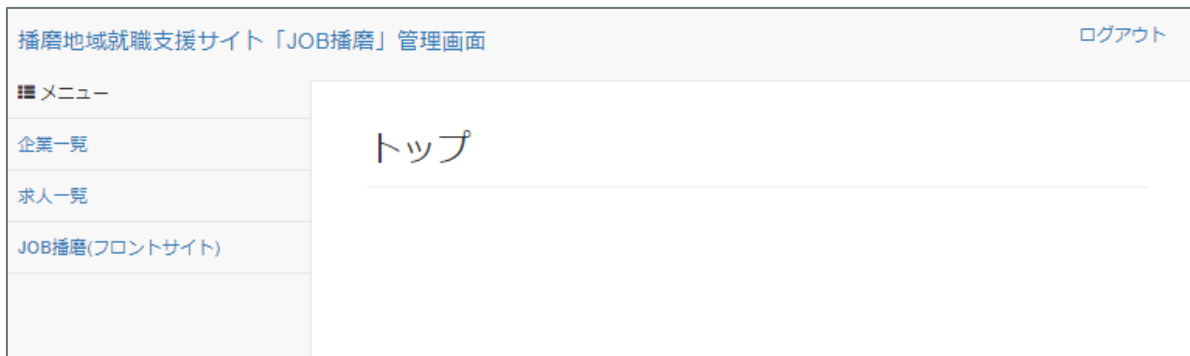 播磨地域就職支援サイト「JOB播磨」管理画面
ログアウト
メニュー
トップ
企業一覧
求人一覧
JOB播磨(フロントサイト)